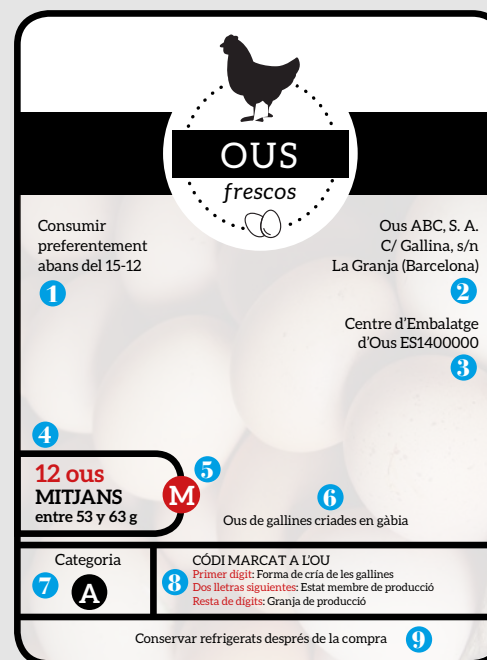 OUS
frescos
Consumir
preferentement
abans del 15-12
1
Ous ABC, S. A.
C/ Gallina, s/n
La Granja (Barcelona)
2
Centre d'Embalatge
d'Ous ES1400000
3
4
12 ous
MITJANS
entre 53 y 63 g
5
M
6
Ous de gallines criades en gàbia
Categoria
7
A
8
CÓDI MARCAT A L'OU
Primer dígit: Forma de cría de les gallines
Dos lletras siguientes: Estat membre de producció
Resta de dígits: Granja de producció
Conservar refrigerats després de la compra
9